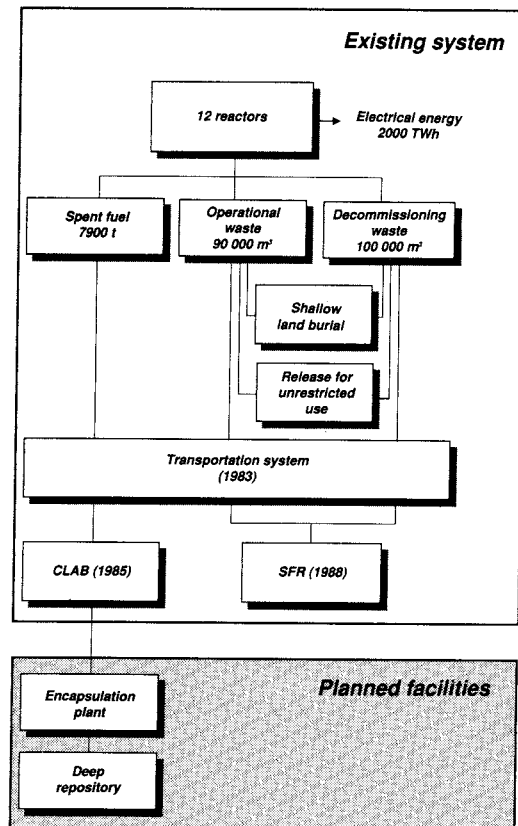 Existing system
12 reactors
Electrical energy
2000 TWh
Spent fuel
7900 t
Operational
waste
90 000 m³
Decommissioning
waste
100 000 m³
Shallow
land burial
Release for
unrestricted
use
Transportation system
(1983)
CLAB (1985)
SFR (1988)
Planned facilities
Encapsulation
plant
Deep
repository